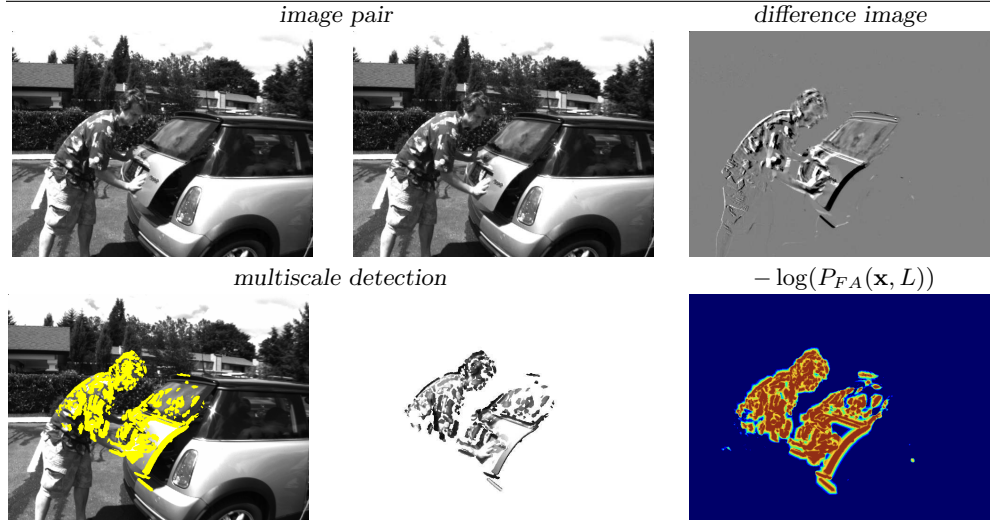 image pair
difference image
multiscale detection
− log(P_{FA}(x, L))